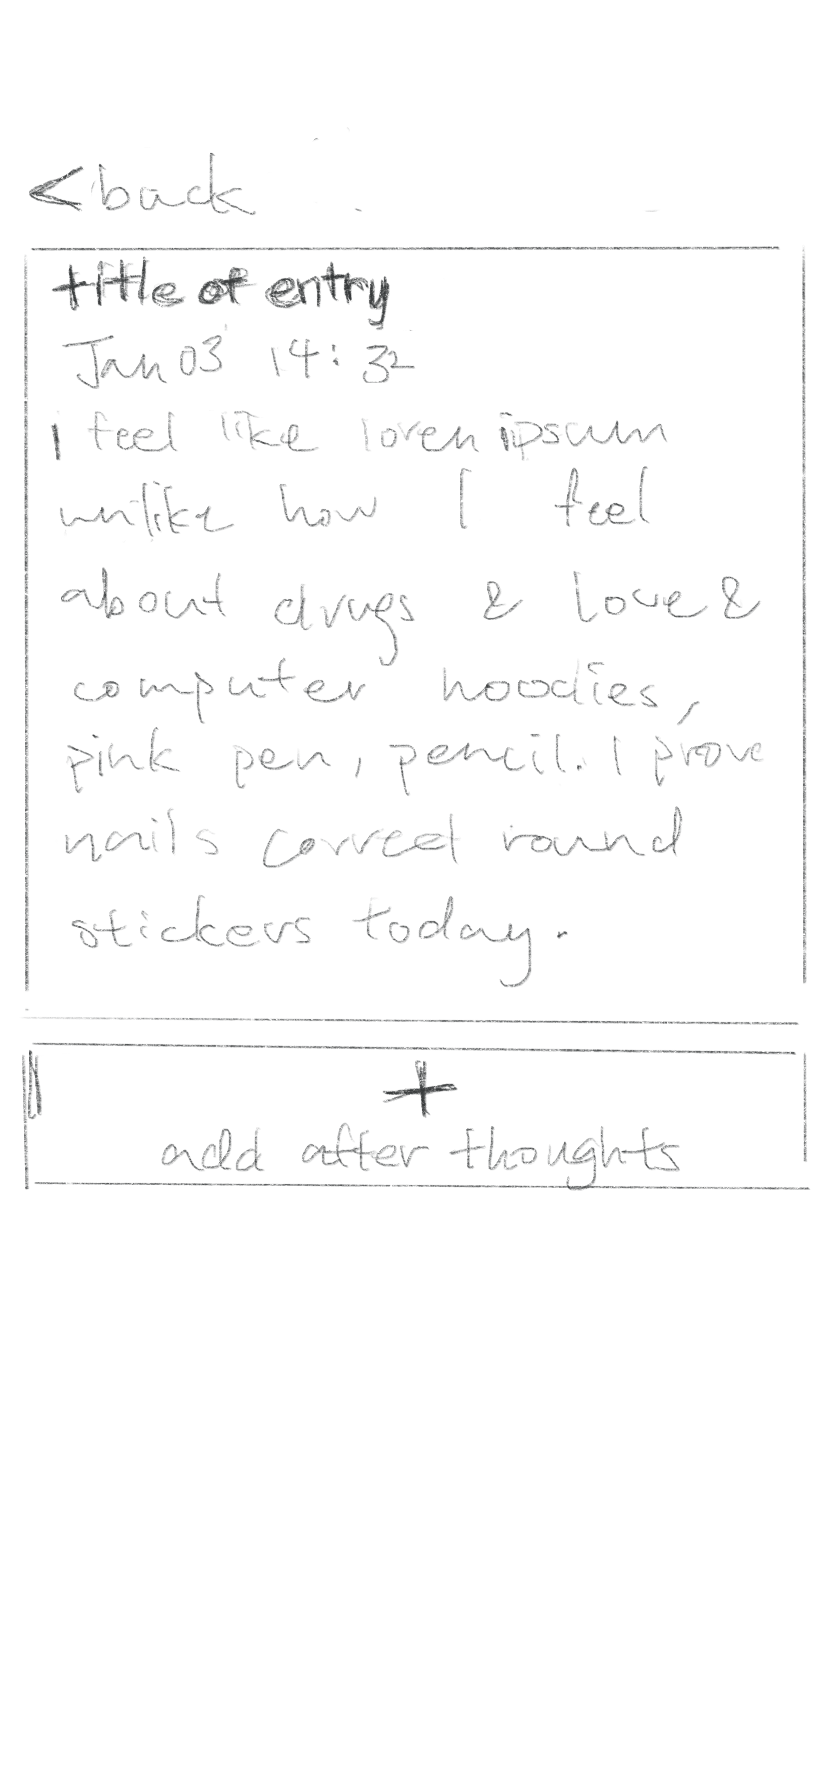 < back
title of entry
Jan 03 14:32
I feel like loren ipsum
unlike how I feel
about drugs & love &
computer hoodies,
pink pen, pencil. I prove
nails correct round
stickers today.
+
add after thoughts